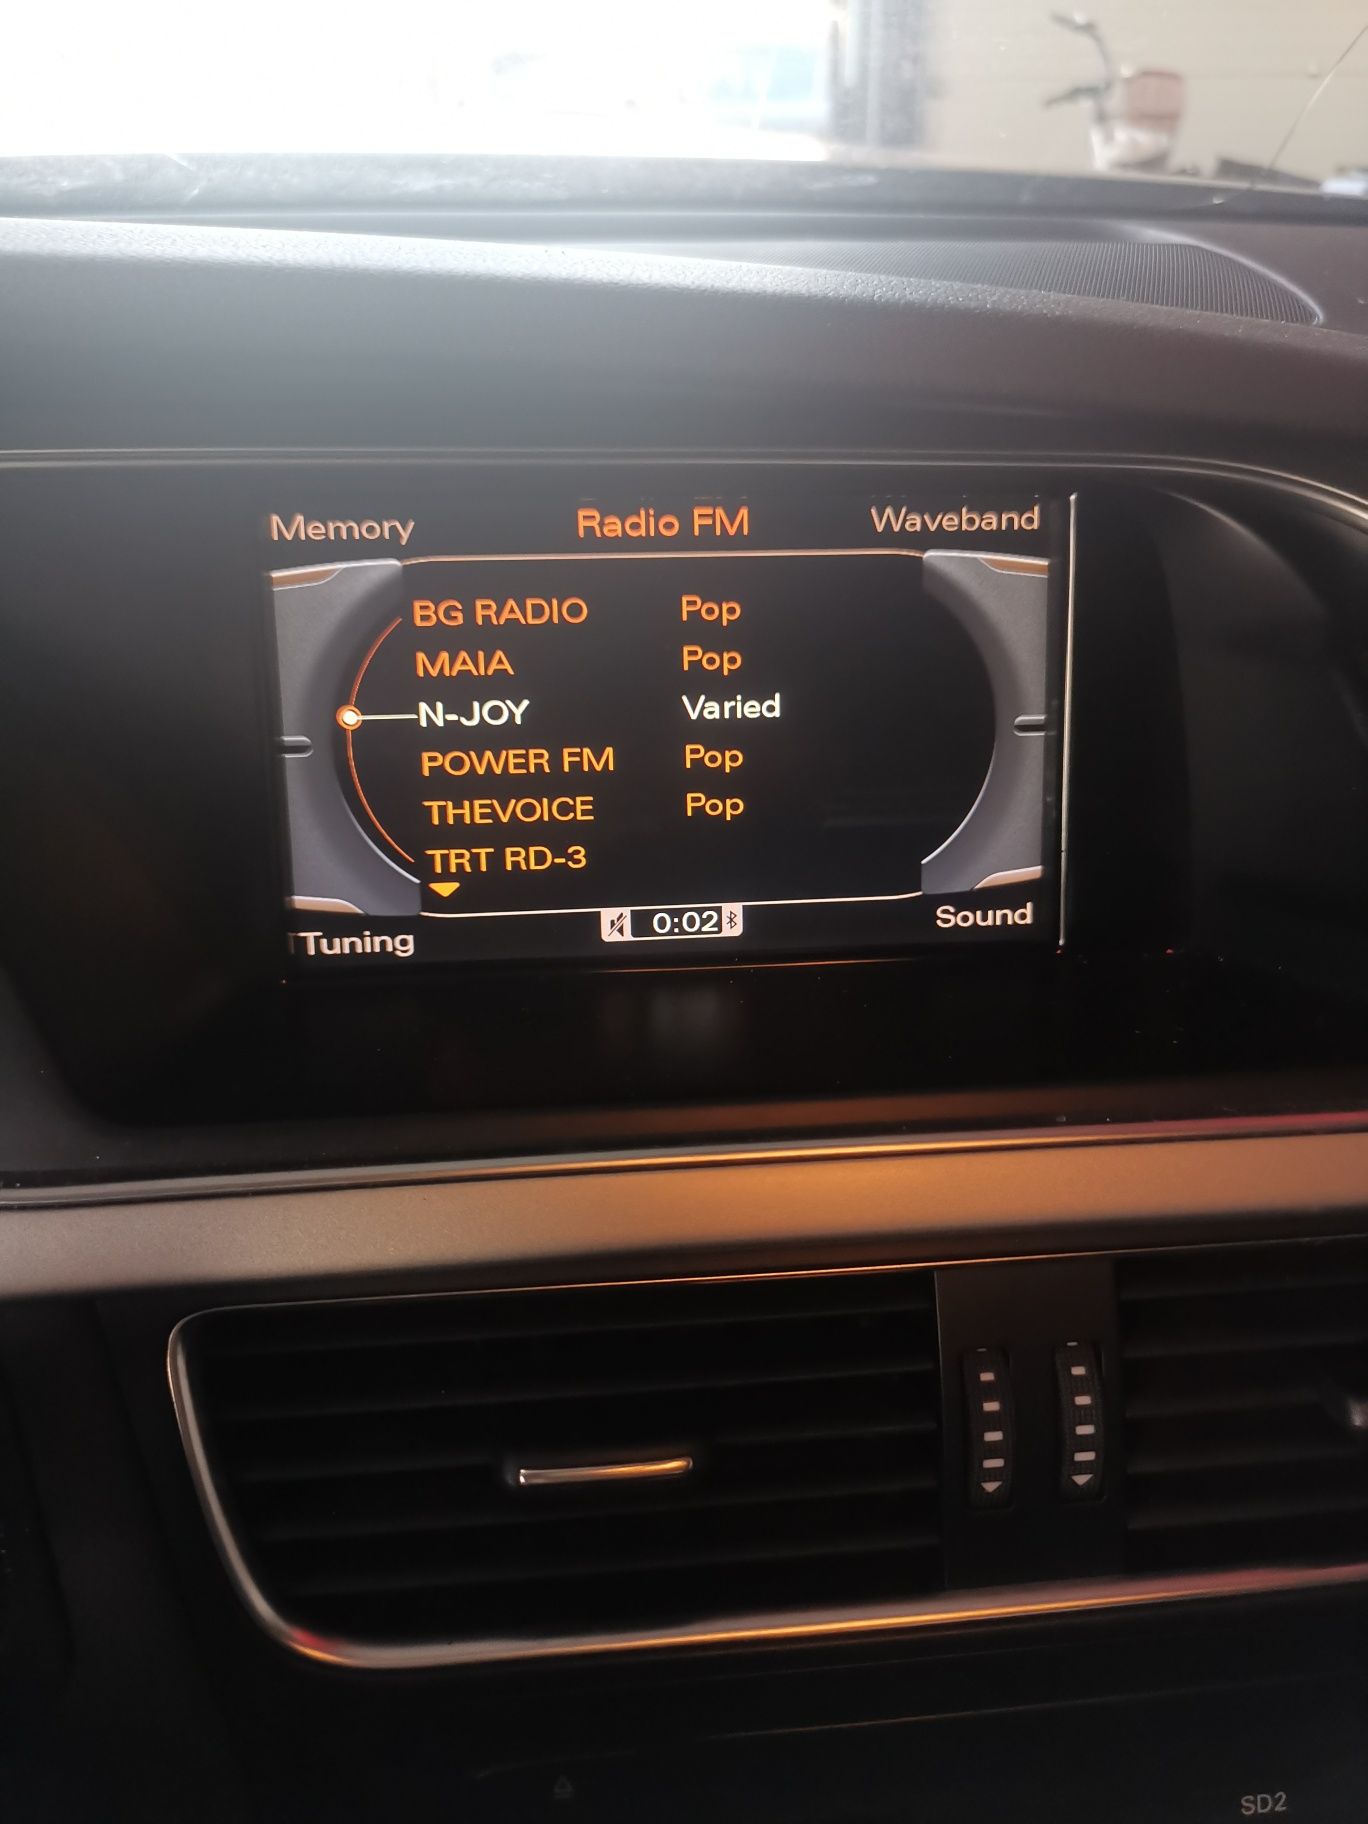 Memory Radio FM Waveband
BG RADIO Pop
MAIA Pop
N-JOY Varied
POWER FM Pop
THEVOICE Pop
TRT RD-3
0:02
Tuning Sound
SD2